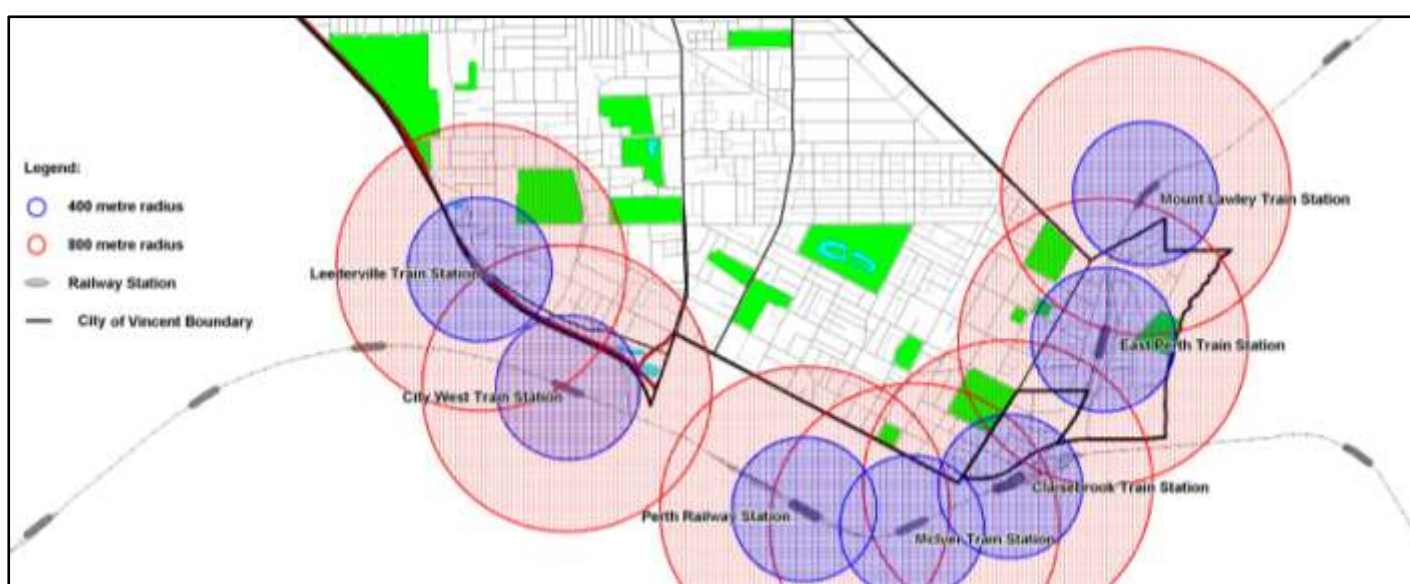 Legend:
400 metre radius
800 metre radius
Railway Station
City of Vincent Boundary
Mount Lawley Train Station
Leederville Train Station
East Perth Train Station
City West Train Station
Claisebrook Train Station
Perth Railway Station
McIver Train Station